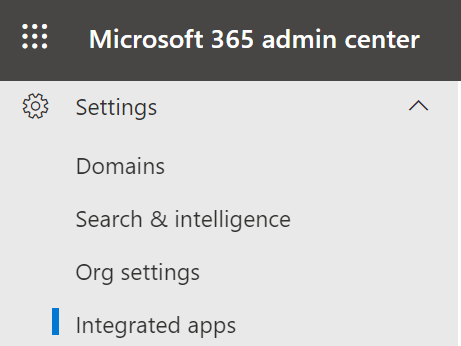 Microsoft 365 admin center
Settings
Domains
Search & intelligence
Org settings
Integrated apps